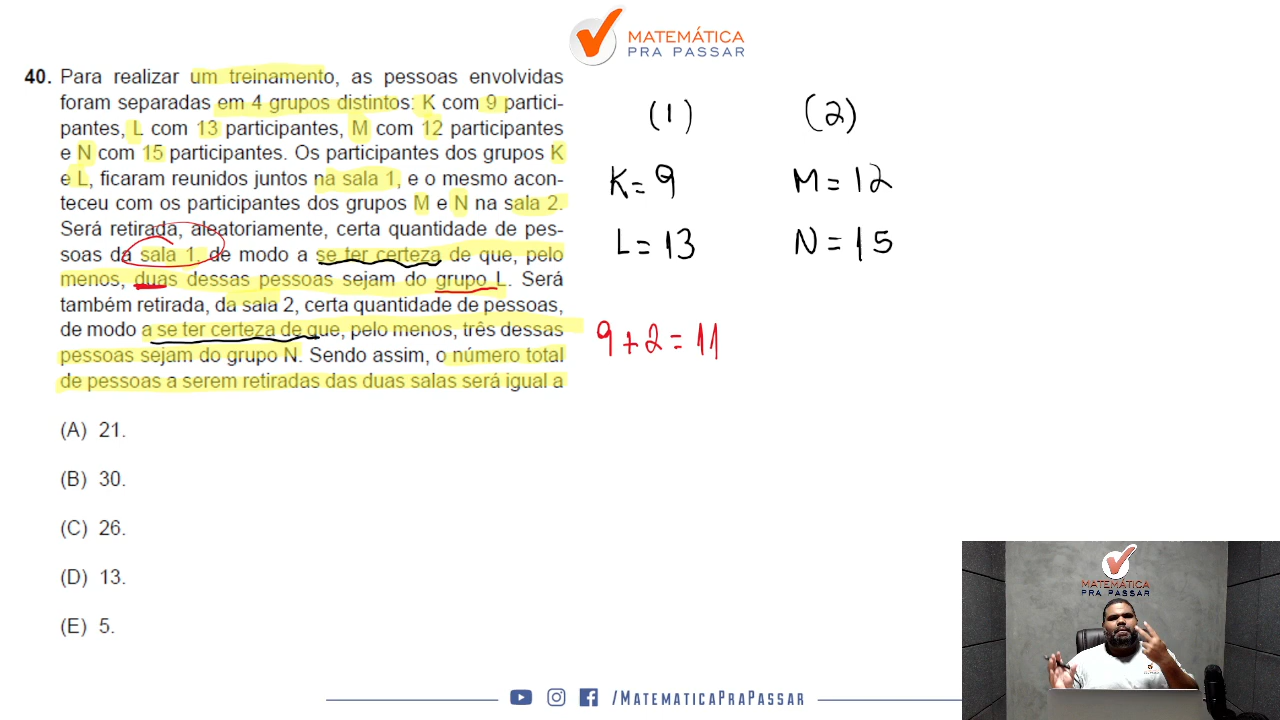 MATEMÁTICA
PRA PASSAR
40. Para realizar um treinamento, as pessoas envolvidas
foram separadas em 4 grupos distintos: K com 9 partici-
pantes, L com 13 participantes, M com 12 participantes
e N com 15 participantes. Os participantes dos grupos K
e L, ficaram reunidos juntos na sala 1, e o mesmo acon-
teceu com os participantes dos grupos M e N na sala 2.
Será retirada, aleatoriamente, certa quantidade de pes-
soas da sala 1, de modo a se ter certeza de que, pelo
menos, duas dessas pessoas sejam do grupo L. Será
também retirada, da sala 2, certa quantidade de pessoas,
de modo a se ter certeza de que, pelo menos, três dessas
pessoas sejam do grupo N. Sendo assim, o número total
de pessoas a serem retiradas das duas salas será igual a
(A) 21.
(B) 30.
(C) 26.
(D) 13.
(E) 5.
(1) (2)
K=9 M=12
L=13 N=15
9+2=11
MATEMÁTICA
PRA PASSAR
/MATEMATICAPRAPASSAR